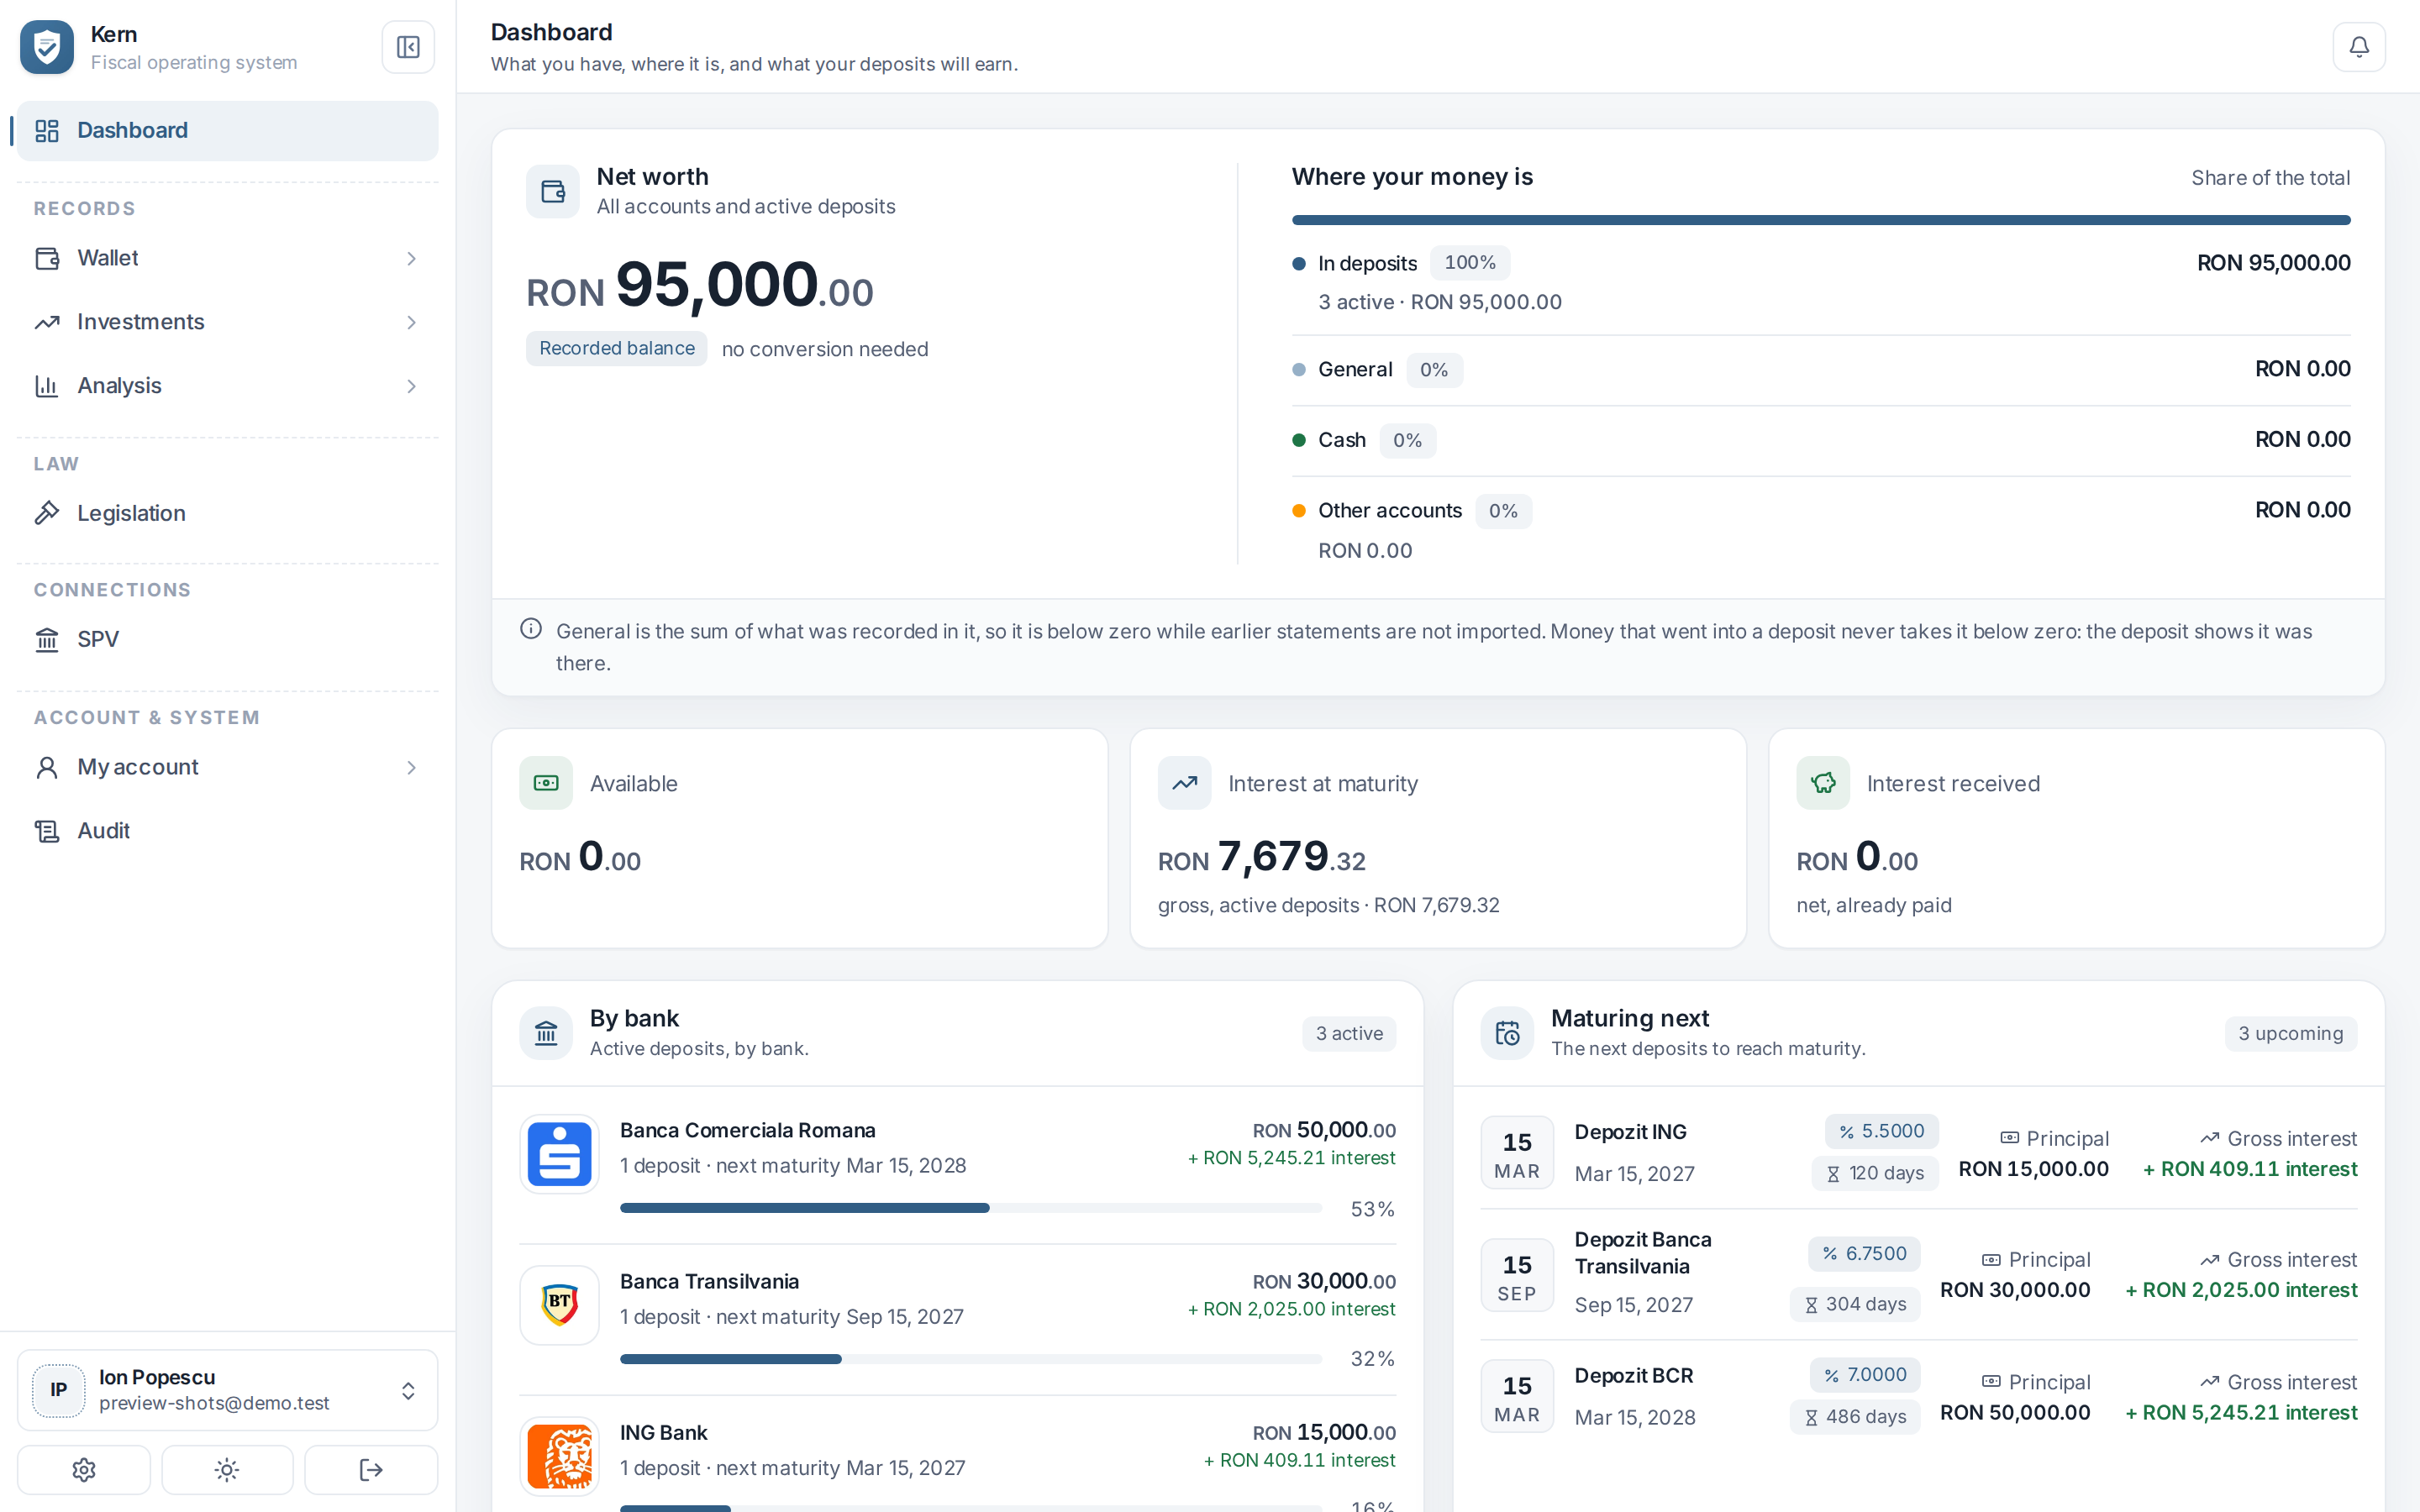 Kern
Fiscal operating system
Dashboard
RECORDS
Wallet
Investments
Analysis
LAW
Legislation
CONNECTIONS
SPV
ACCOUNT & SYSTEM
My account
Audit
IP
Ion Popescu
preview-shots@demo.test
Dashboard
What you have, where it is, and what your deposits will earn.
Net worth
All accounts and active deposits
RON 95,000.00
Recorded balance no conversion needed
Where your money is Share of the total
In deposits 100% RON 95,000.00
3 active · RON 95,000.00
General 0% RON 0.00
Cash 0% RON 0.00
Other accounts 0% RON 0.00
RON 0.00
General is the sum of what was recorded in it, so it is below zero while earlier statements are not imported. Money that went into a deposit never takes it below zero: the deposit shows it was
there.
Available
RON 0.00
Interest at maturity
RON 7,679.32
gross, active deposits · RON 7,679.32
Interest received
RON 0.00
net, already paid
By bank
Active deposits, by bank.
3 active
Banca Comerciala Romana RON 50,000.00
1 deposit · next maturity Mar 15, 2028 + RON 5,245.21 interest
53%
BT
Banca Transilvania RON 30,000.00
1 deposit · next maturity Sep 15, 2027 + RON 2,025.00 interest
32%
ING Bank RON 15,000.00
1 deposit · next maturity Mar 15, 2027 + RON 409.11 interest
16%
Maturing next
The next deposits to reach maturity.
3 upcoming
15 MAR
Depozit ING
Mar 15, 2027
% 5.5000
120 days
Principal
RON 15,000.00
Gross interest
+ RON 409.11 interest
15 SEP
Depozit Banca
Transilvania
Sep 15, 2027
% 6.7500
304 days
Principal
RON 30,000.00
Gross interest
+ RON 2,025.00 interest
15 MAR
Depozit BCR
Mar 15, 2028
% 7.0000
486 days
Principal
RON 50,000.00
Gross interest
+ RON 5,245.21 interest